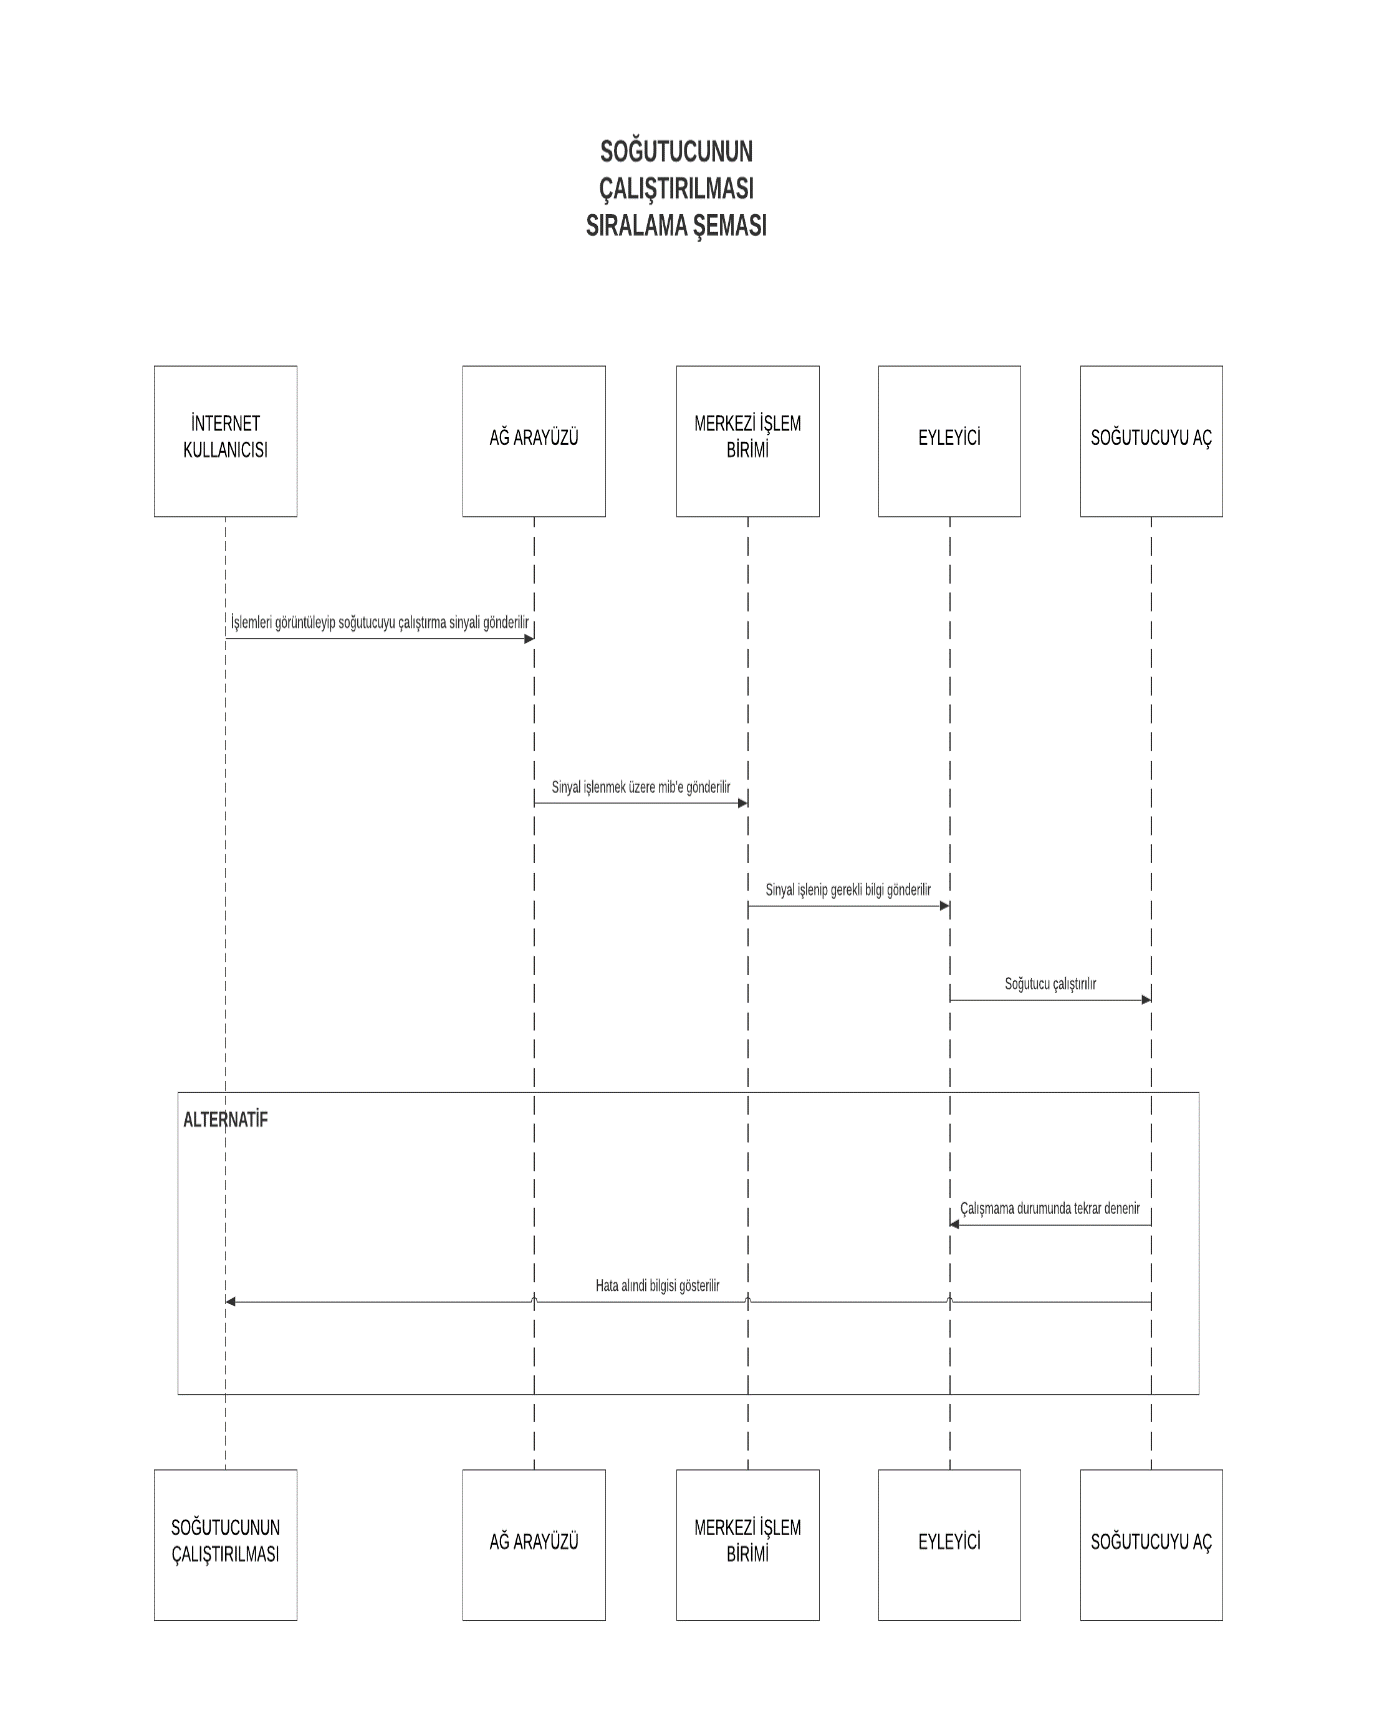 SOĞUTUCUNUN
ÇALIŞTIRILMASI
SIRALAMA ŞEMASI
İNTERNET
KULLANICISI
AĞ ARAYÜZÜ
MERKEZİ İŞLEM
BİRİMİ
EYLEYİCİ
SOĞUTUCUYU AÇ
İşlemleri görüntüleyip soğutucuyu çalıştırma sinyali gönderilir
Sinyal işlenmek üzere mib'e gönderilir
Sinyal işlenip gerekli bilgi gönderilir
Soğutucu çalıştırılır
ALTERNATİF
Çalışmama durumunda tekrar denenir
Hata alındi bilgisi gösterilir
SOĞUTUCUNUN
ÇALIŞTIRILMASI
AĞ ARAYÜZÜ
MERKEZİ İŞLEM
BİRİMİ
EYLEYİCİ
SOĞUTUCUYU AÇ